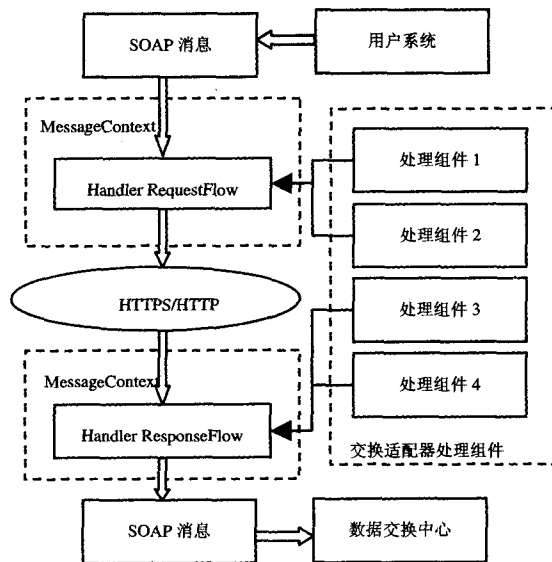 SOAP 消息
用户系统
MessageContext
Handler RequestFlow
处理组件 1
处理组件 2
HTTPS/HTTP
处理组件 3
MessageContext
处理组件 4
Handler ResponseFlow
交换适配器处理组件
SOAP 消息
数据交换中心